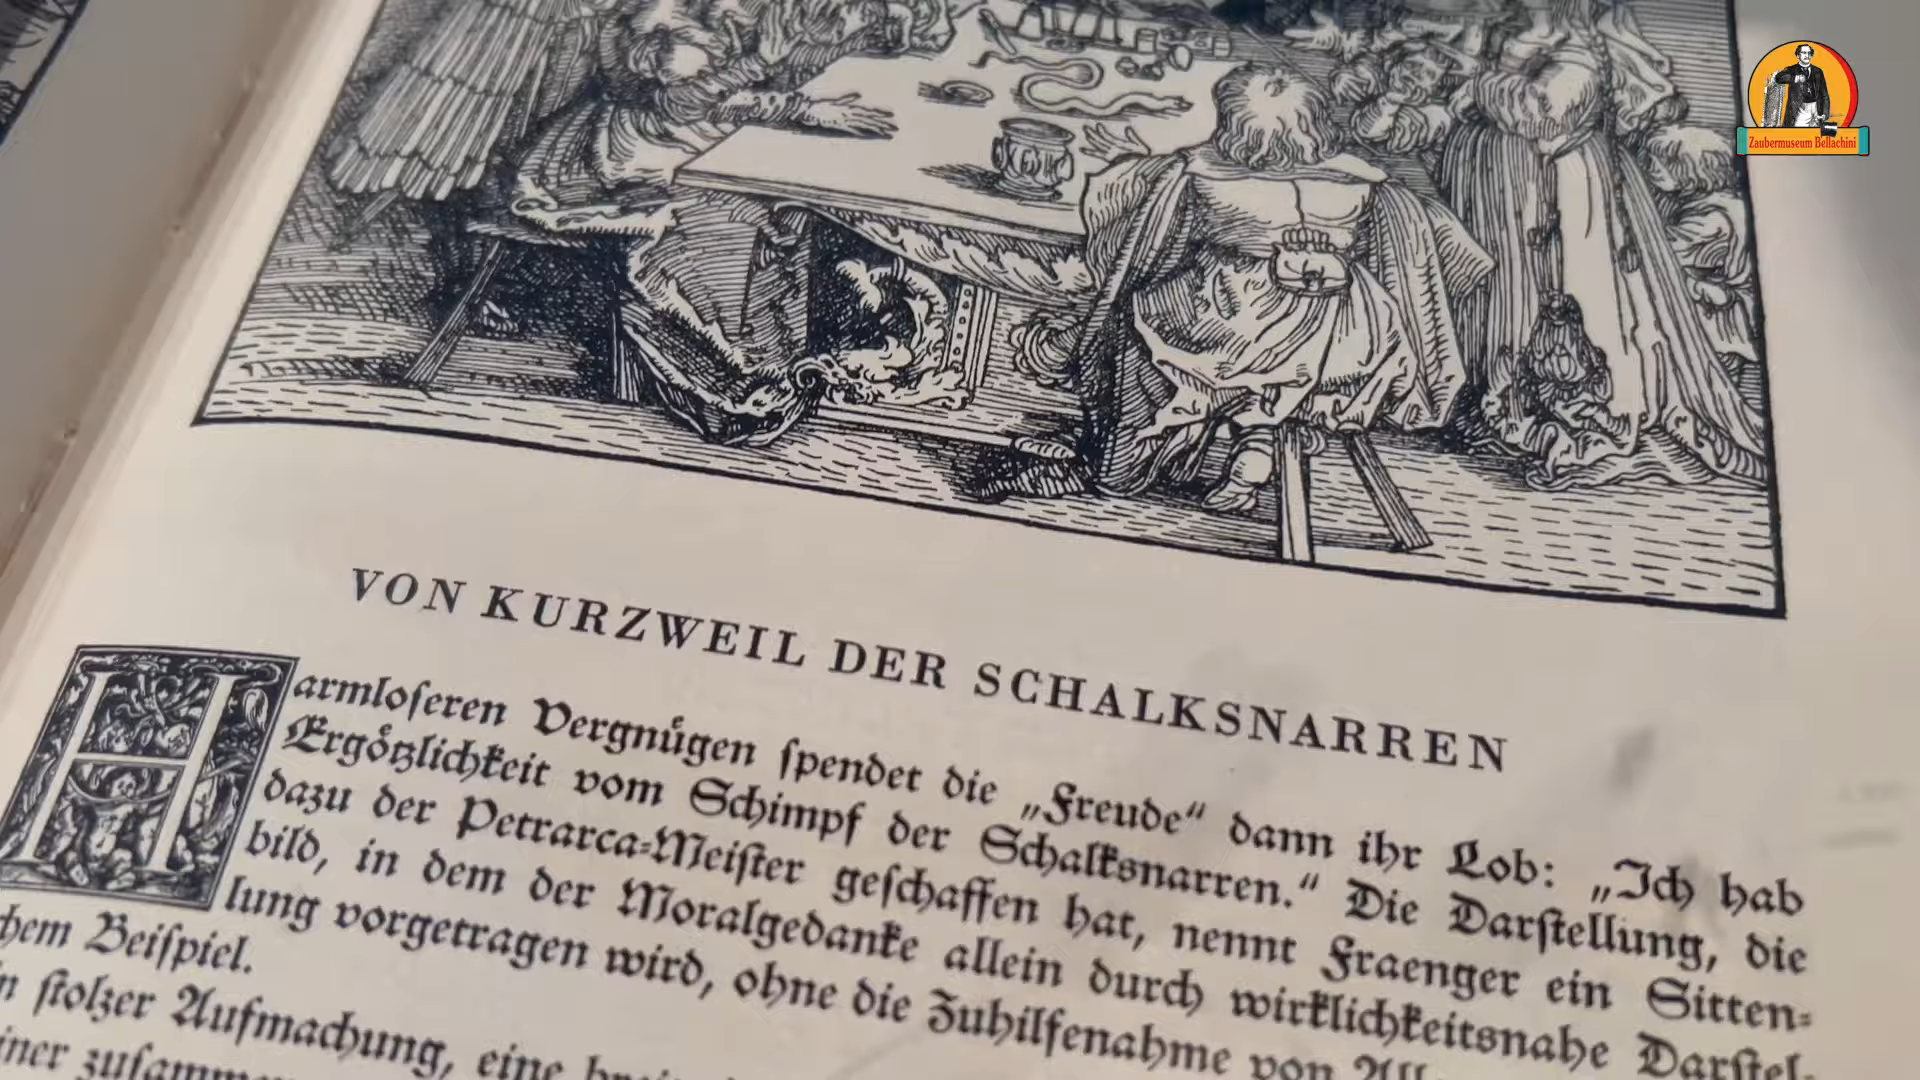 Zaubermuseum Bellachini
VON KURZWEIL DER SCHALKSNARREN
Harmloſeren Vergnügen ſpendet die „Freude“ dann ihr Lob: „Ich hab
Ergötzlichkeit vom Schimpf der Schalksnarren.“ Die Darſtellung, die
dazu der Petrarca-Meiſter geſchaffen hat, nennt Fraenger ein Sitten-
bild, in dem der Moralgedanke allein durch wirklichkeitsnahe Darſtel-
lung vorgetragen wird, ohne die Zuhilfenahme von
chem Beiſpiel.
ſtolzer Aufmachung, eine